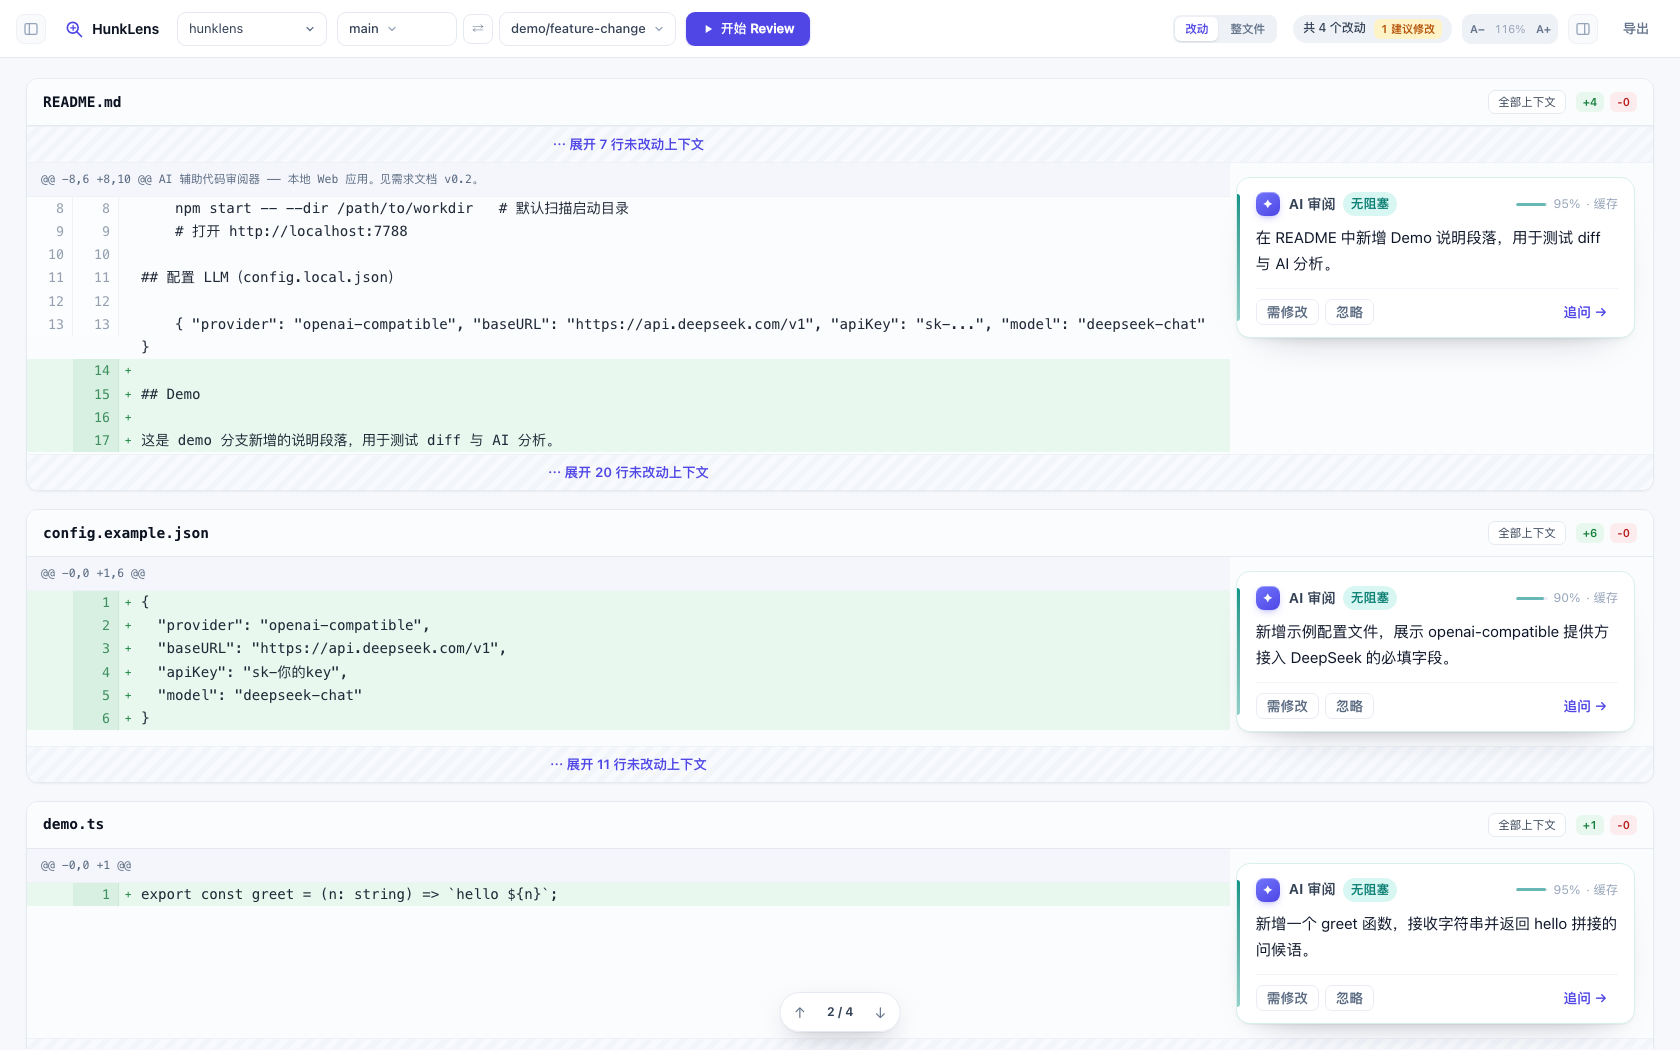 HunkLens hunklens main demo/feature-change 开始 Review 改动 整文件 共 4 个改动 1 建议修改 A− 116% A+ 导出
README.md 全部上下文 +4 -0
··· 展开 7 行未改动上下文
@@ -8,6 +8,10 @@ AI 辅助代码审阅器 —— 本地 Web 应用。见需求文档 v0.2。
8 8 npm start -- --dir /path/to/workdir # 默认扫描启动目录
9 9 # 打开 http://localhost:7788
10 10
11 11 ## 配置 LLM（config.local.json）
12 12
13 13 { "provider": "openai-compatible", "baseURL": "https://api.deepseek.com/v1", "apiKey": "sk-...", "model": "deepseek-chat"
}
14 +
15 + ## Demo
16 +
17 + 这是 demo 分支新增的说明段落，用于测试 diff 与 AI 分析。
AI 审阅 无阻塞 95% · 缓存
在 README 中新增 Demo 说明段落，用于测试 diff
与 AI 分析。
需修改 忽略 追问 →
··· 展开 20 行未改动上下文
config.example.json 全部上下文 +6 -0
@@ -0,0 +1,6 @@
1 + {
2 + "provider": "openai-compatible",
3 + "baseURL": "https://api.deepseek.com/v1",
4 + "apiKey": "sk-你的key",
5 + "model": "deepseek-chat"
6 + }
AI 审阅 无阻塞 90% · 缓存
新增示例配置文件，展示 openai-compatible 提供方
接入 DeepSeek 的必填字段。
需修改 忽略 追问 →
··· 展开 11 行未改动上下文
demo.ts 全部上下文 +1 -0
@@ -0,0 +1 @@
1 + export const greet = (n: string) => `hello ${n}`;
AI 审阅 无阻塞 95% · 缓存
新增一个 greet 函数，接收字符串并返回 hello 拼接的
问候语。
需修改 忽略 追问 →
↑ 2 / 4 ↓